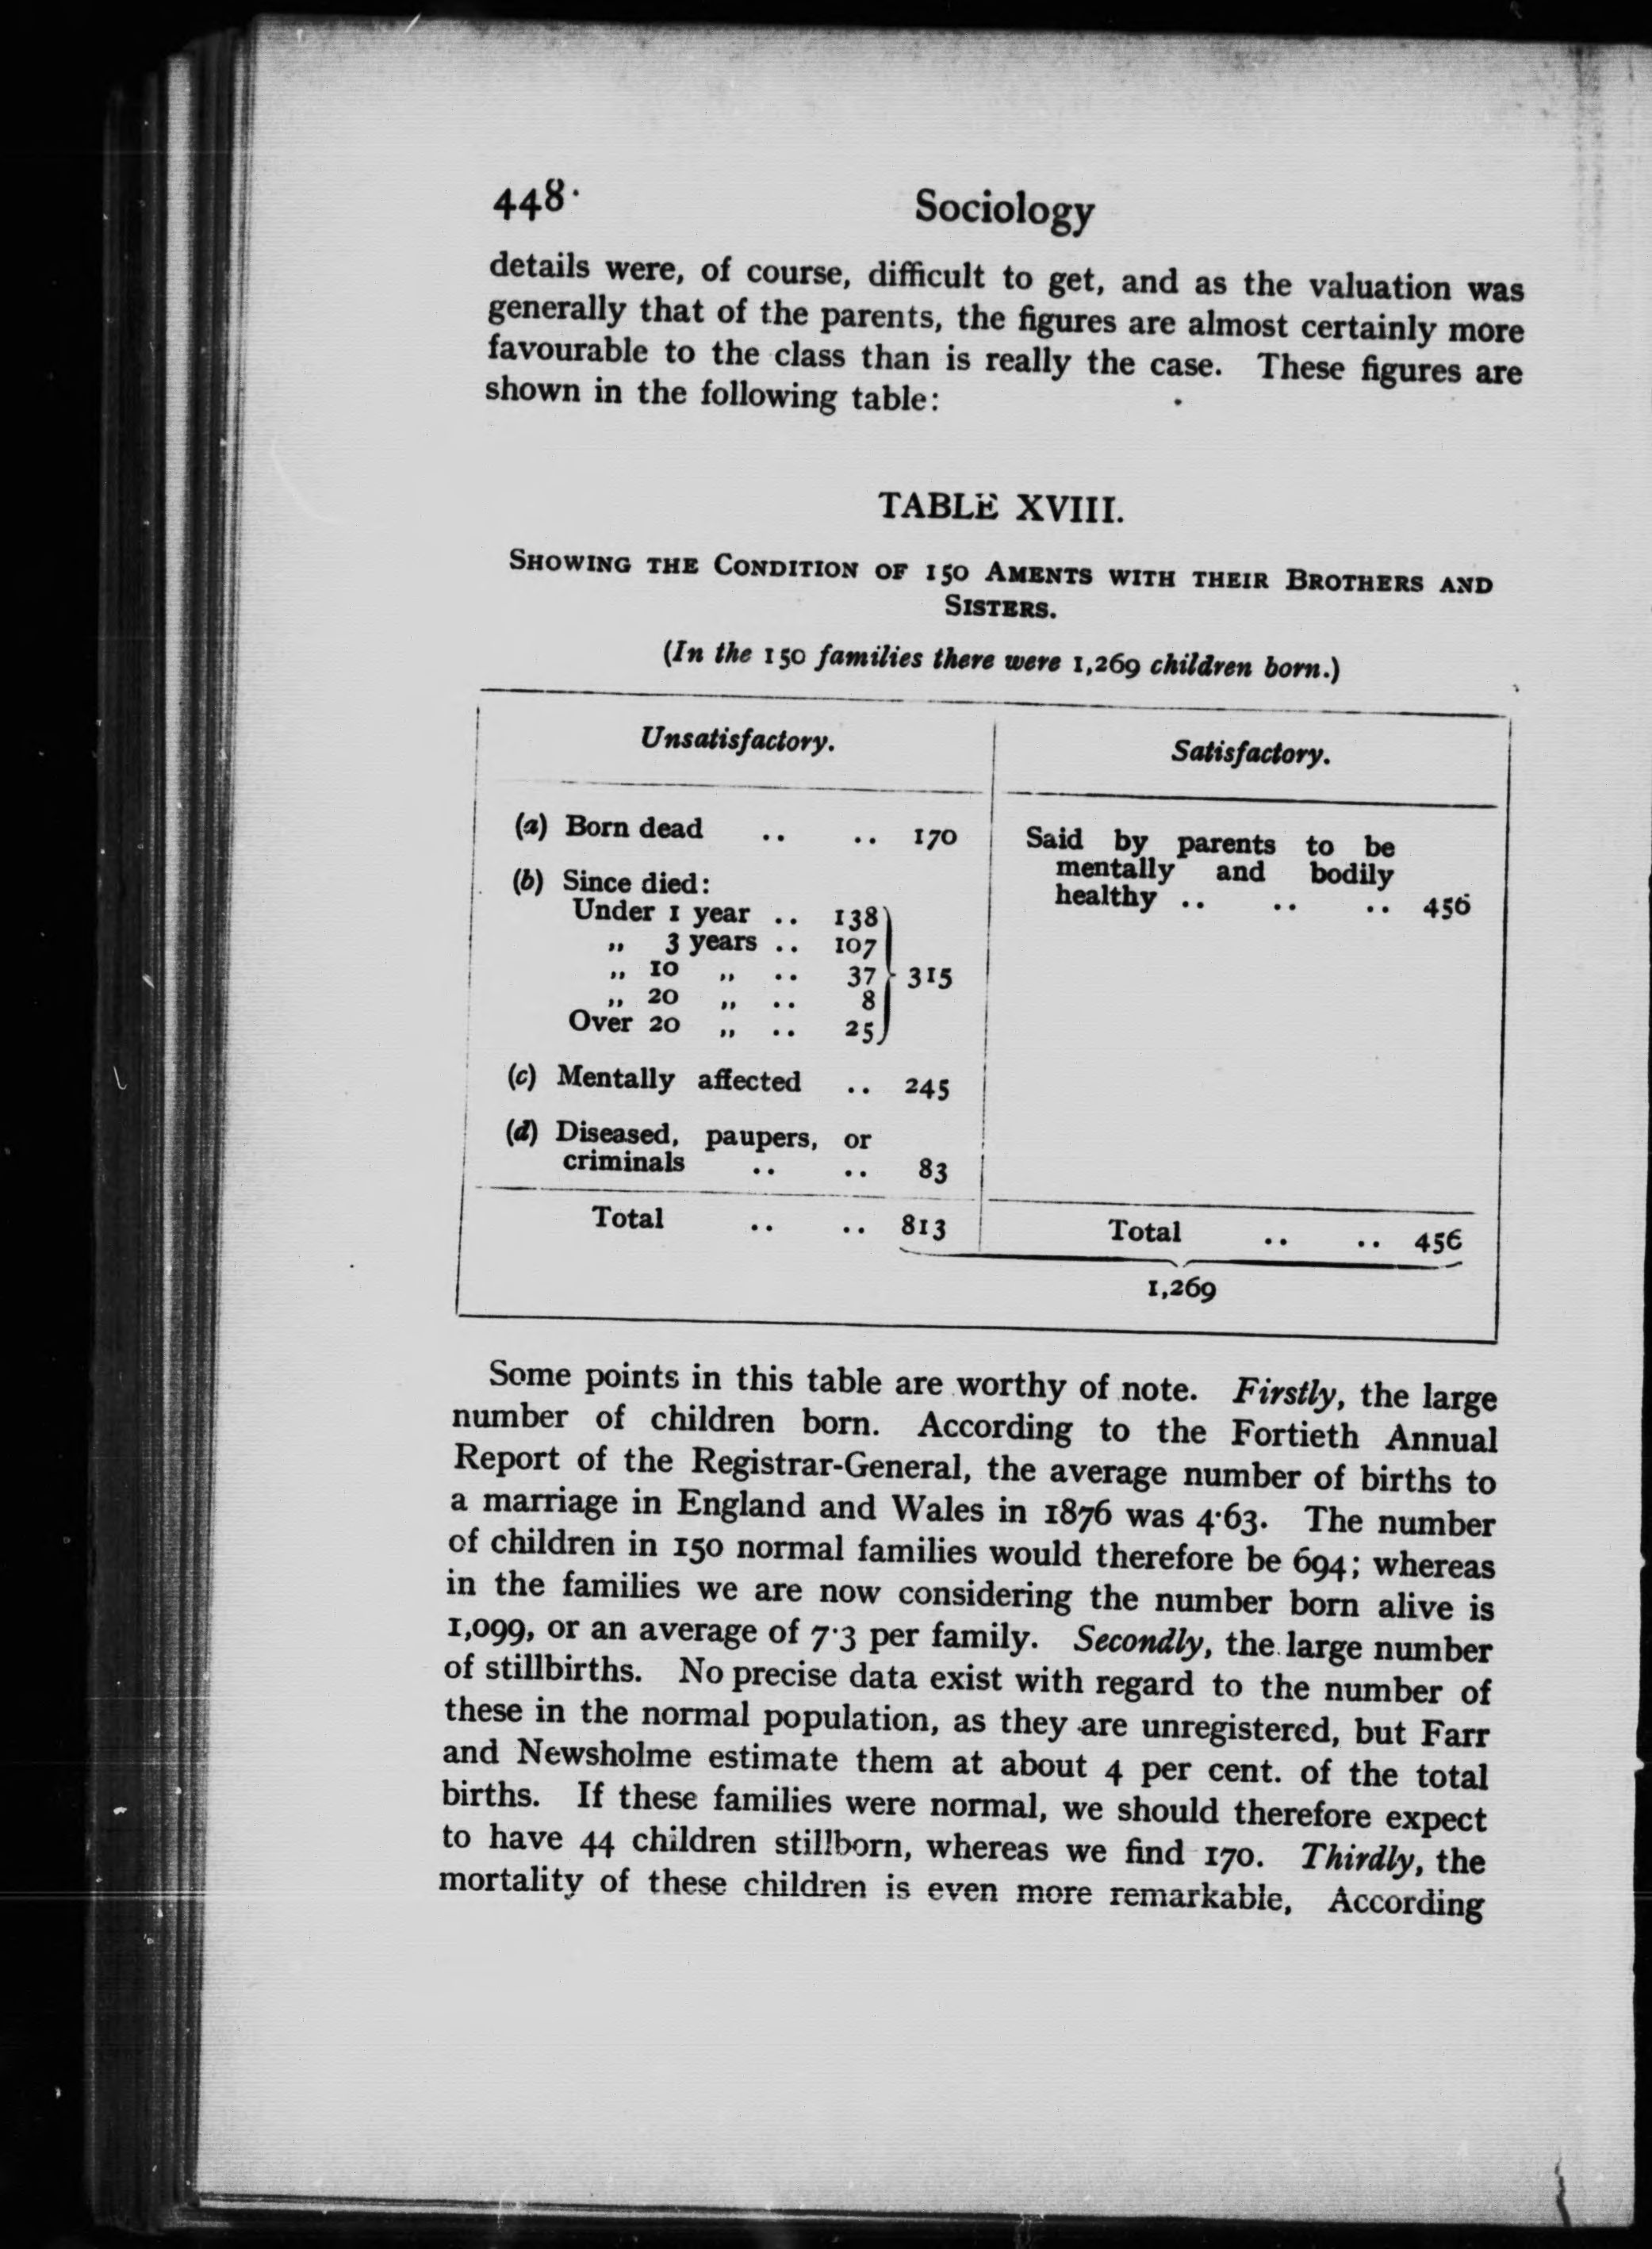 448·
Sociology
details were, of course, difficult to get, and as the valuation was
generally that of the parents, the figures are almost certainly more
favourable to the class than is really the case. These figures are
shown in the following table:
TABLE XVIII.
Showing the Condition of 150 Aments with their Brothers and
Sisters.
(In the 150 families there were 1,269 children born.)
Unsatisfactory.
(a) Born dead .. .. 170
(b) Since died:
Under 1 year .. 138
„ 3 years .. 107
„ 10 „ .. 37 315
„ 20 „ .. 8
Over 20 „ .. 25
(c) Mentally affected .. 245
(d) Diseased, paupers, or
criminals .. .. 83
Total .. .. 813
Satisfactory.
Said by parents to be
mentally and bodily
healthy .. .. .. 456
Total .. .. 456
1,269
Some points in this table are worthy of note. Firstly, the large
number of children born. According to the Fortieth Annual
Report of the Registrar-General, the average number of births to
a marriage in England and Wales in 1876 was 4·63. The number
of children in 150 normal families would therefore be 694; whereas
in the families we are now considering the number born alive is
1,099, or an average of 7·3 per family. Secondly, the large number
of stillbirths. No precise data exist with regard to the number of
these in the normal population, as they are unregistered, but Farr
and Newsholme estimate them at about 4 per cent. of the total
births. If these families were normal, we should therefore expect
to have 44 children stillborn, whereas we find 170. Thirdly, the
mortality of these children is even more remarkable, According